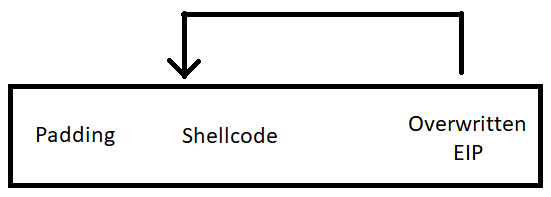 Padding
Shellcode
Overwritten
EIP